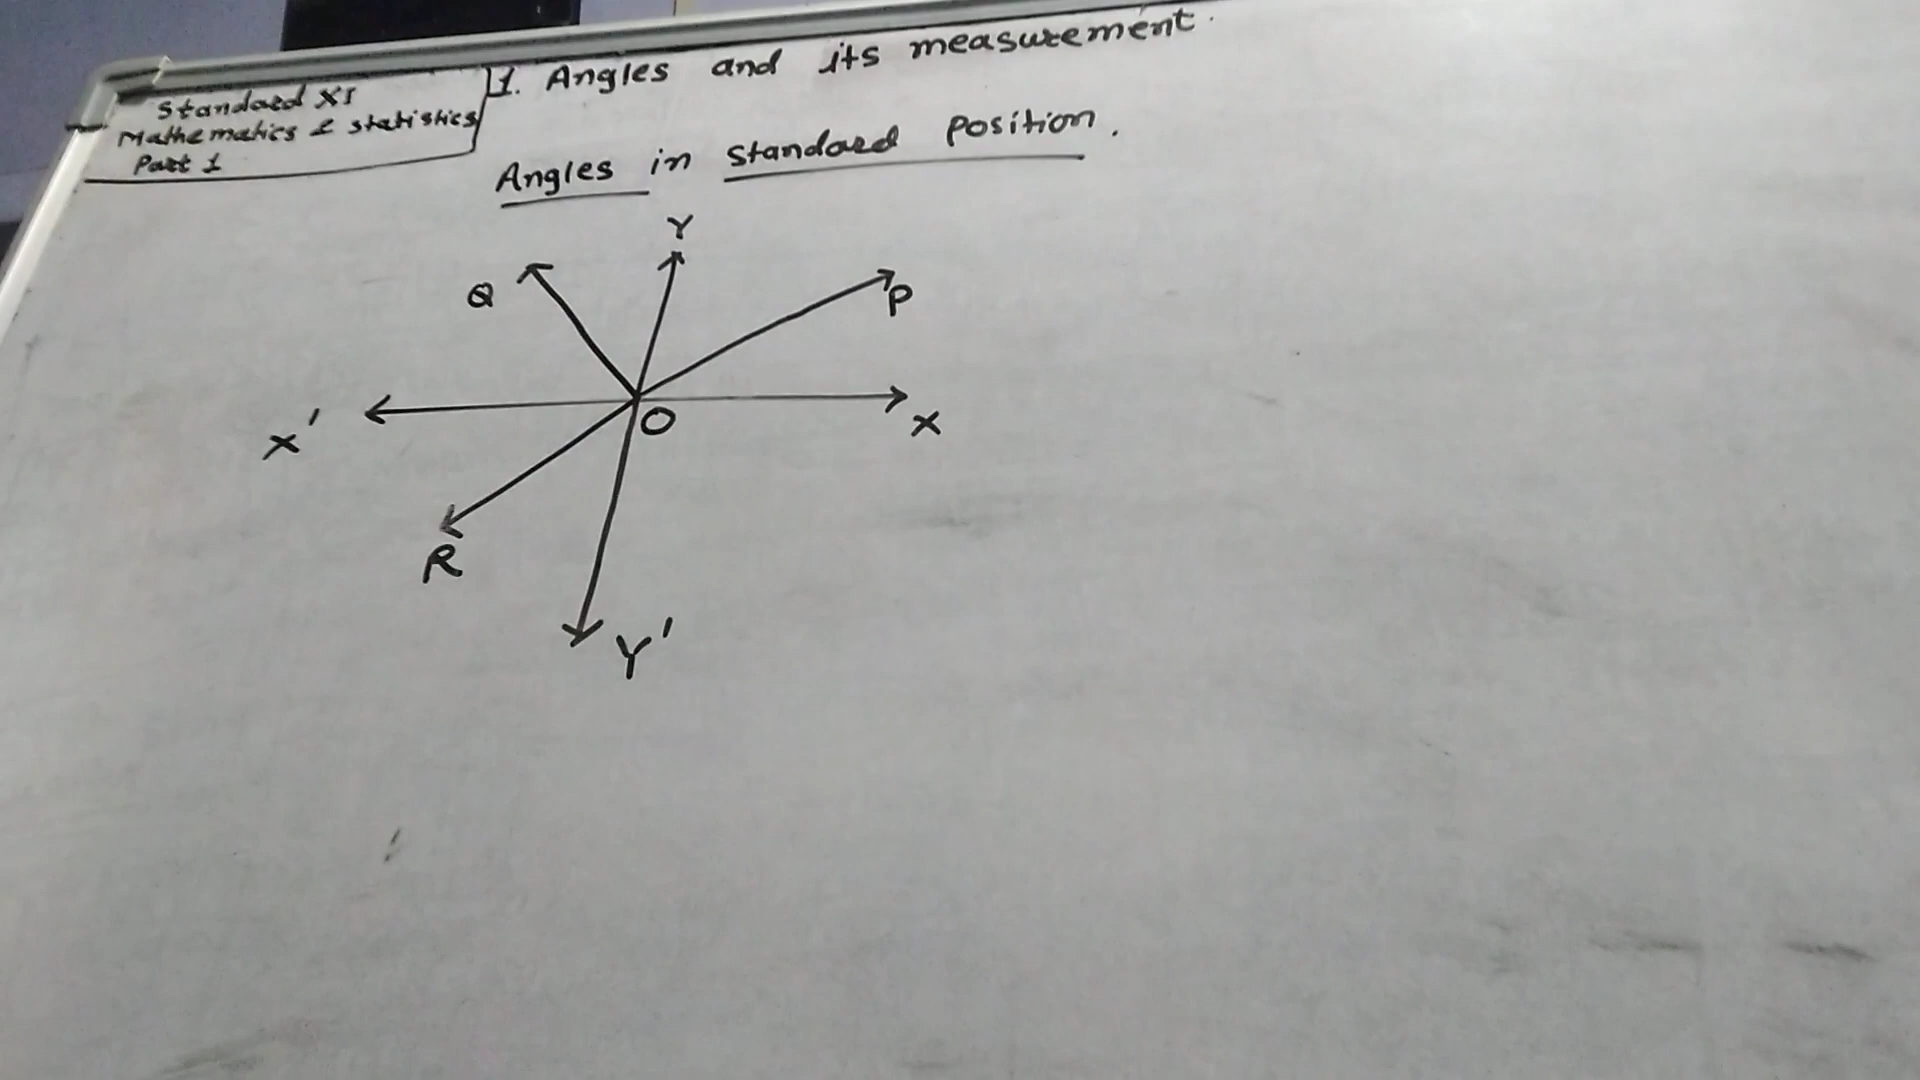 Standard XI
Mathematics & statistics
Part 1
1. Angles and its measurement.
Angles in standard position.
Y
Q
P
X'
O
X
R
Y'